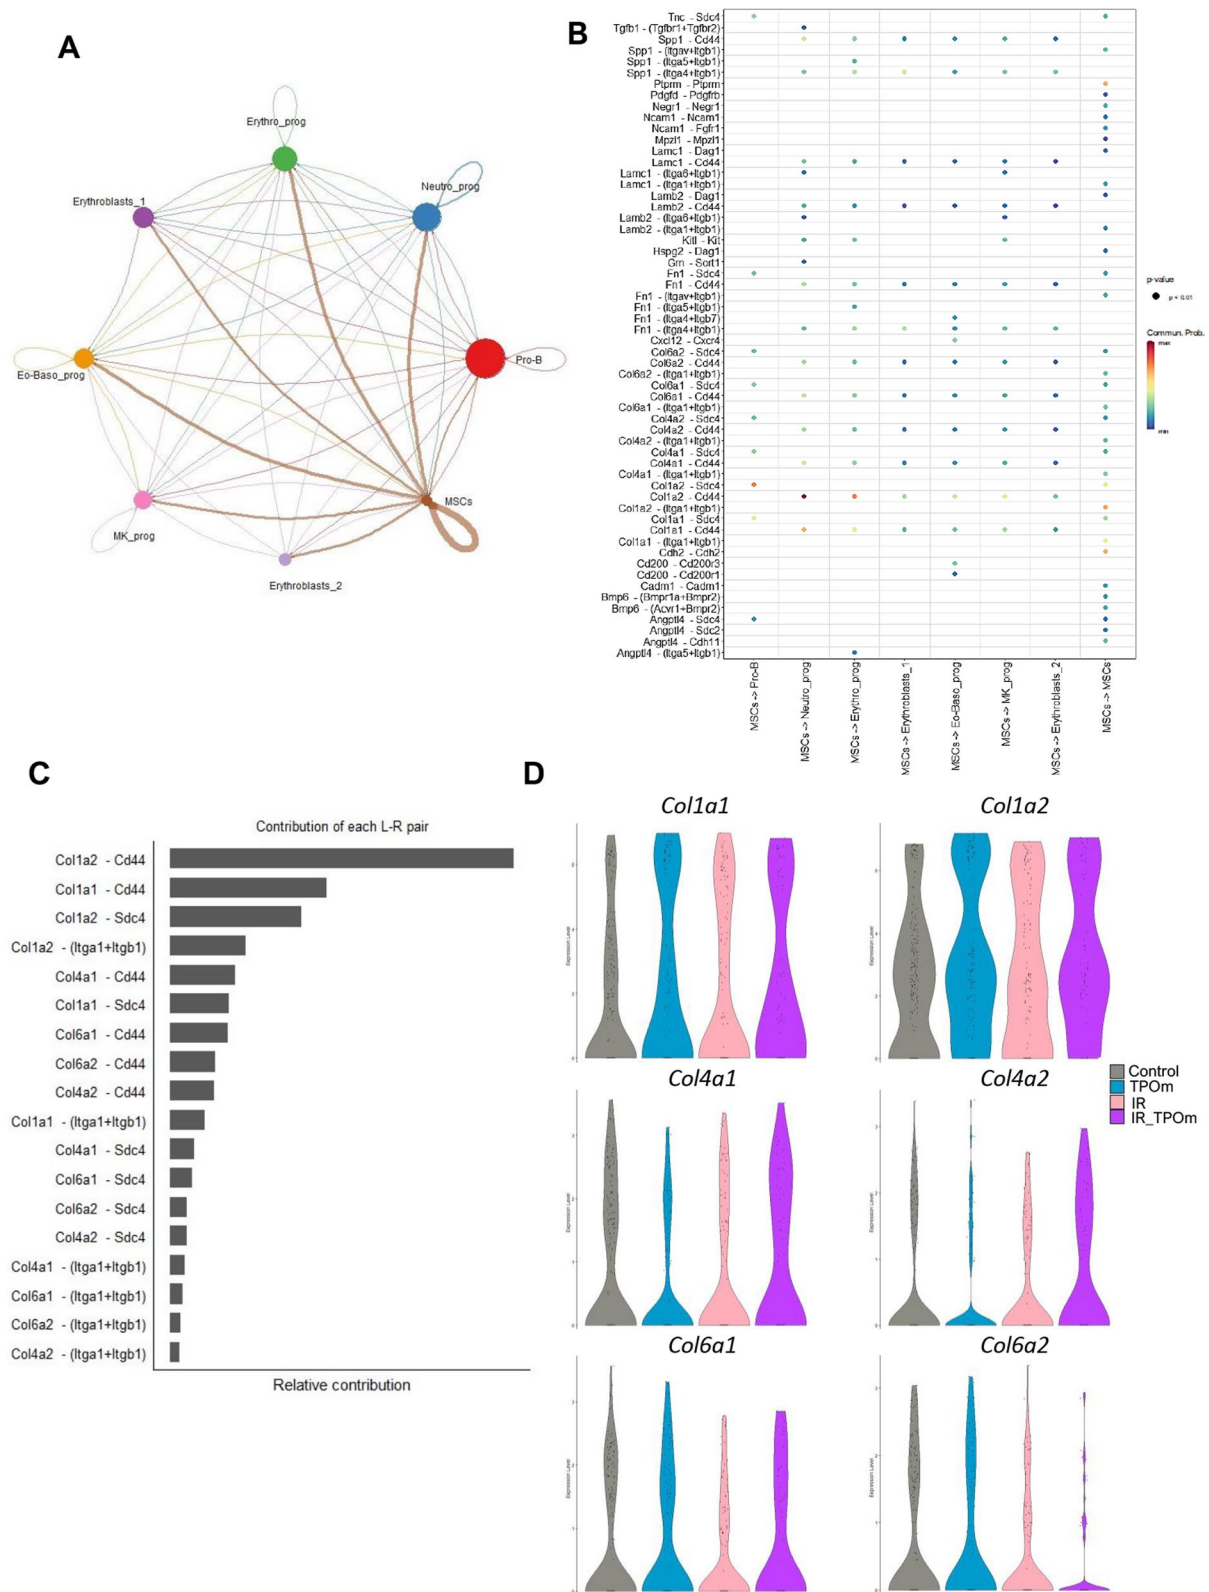 A
Erythro_prog
Neutro_prog
Erythroblasts_1
Pro-B
Eo-Baso_prog
MSCs
MK_prog
Erythroblasts_2
B
Tnc - Sdc4
Tgfb1 - (Tgfbr1+Tgfbr2)
Spp1 - Cd44
Spp1 - (Itgav+Itgb1)
Spp1 - (Itga5+Itgb1)
Spp1 - (Itga4+Itgb1)
Ptprm - Ptprm
Pdgfd - Pdgfrb
Negr1 - Negr1
Ncam1 - Ncam1
Ncam1 - Fgfr1
Mpzl1 - Mpzl1
Lamc1 - Dag1
Lamc1 - Cd44
Lamc1 - (Itga6+Itgb1)
Lamc1 - (Itga1+Itgb1)
Lamb2 - Dag1
Lamb2 - Cd44
Lamb2 - (Itga6+Itgb1)
Lamb2 - (Itga1+Itgb1)
Kitl - Kit
Hspg2 - Dag1
Grn - Sort1
Fn1 - Sdc4
Fn1 - Cd44
Fn1 - (Itgav+Itgb1)
Fn1 - (Itga5+Itgb1)
Fn1 - (Itga4+Itgb7)
Fn1 - (Itga4+Itgb1)
Cxcl12 - Cxcr4
Col6a2 - Sdc4
Col6a2 - Cd44
Col6a2 - (Itga1+Itgb1)
Col6a1 - Sdc4
Col6a1 - Cd44
Col6a1 - (Itga1+Itgb1)
Col4a2 - Sdc4
Col4a2 - Cd44
Col4a2 - (Itga1+Itgb1)
Col4a1 - Sdc4
Col4a1 - Cd44
Col4a1 - (Itga1+Itgb1)
Col1a2 - Sdc4
Col1a2 - Cd44
Col1a2 - (Itga1+Itgb1)
Col1a1 - Sdc4
Col1a1 - Cd44
Col1a1 - (Itga1+Itgb1)
Cdh2 - Cdh2
Cd200 - Cd200r3
Cd200 - Cd200r1
Cadm1 - Cadm1
Bmp6 - (Bmpr1a+Bmpr2)
Bmp6 - (Acvr1+Bmpr2)
Angptl4 - Sdc4
Angptl4 - Sdc2
Angptl4 - Cdh11
Angptl4 - (Itga5+Itgb1)
MSCs -> Pro-B
MSCs -> Neutro_prog
MSCs -> Erythro_prog
MSCs -> Erythroblasts_1
MSCs -> Eo-Baso_prog
MSCs -> MK_prog
MSCs -> Erythroblasts_2
MSCs -> MSCs
p-value
p < 0.01
Commun. Prob.
max
min
C
Contribution of each L-R pair
Col1a2 - Cd44
Col1a1 - Cd44
Col1a2 - Sdc4
Col1a2 - (Itga1+Itgb1)
Col4a1 - Cd44
Col1a1 - Sdc4
Col6a1 - Cd44
Col6a2 - Cd44
Col4a2 - Cd44
Col1a1 - (Itga1+Itgb1)
Col4a1 - Sdc4
Col6a1 - Sdc4
Col6a2 - Sdc4
Col4a2 - Sdc4
Col4a1 - (Itga1+Itgb1)
Col6a1 - (Itga1+Itgb1)
Col6a2 - (Itga1+Itgb1)
Col4a2 - (Itga1+Itgb1)
Relative contribution
D
Col1a1
Expression Level
Col1a2
Expression Level
Col4a1
Expression Level
Col4a2
Expression Level
Control
TPOm
IR
IR_TPOm
Col6a1
Expression Level
Col6a2
Expression Level